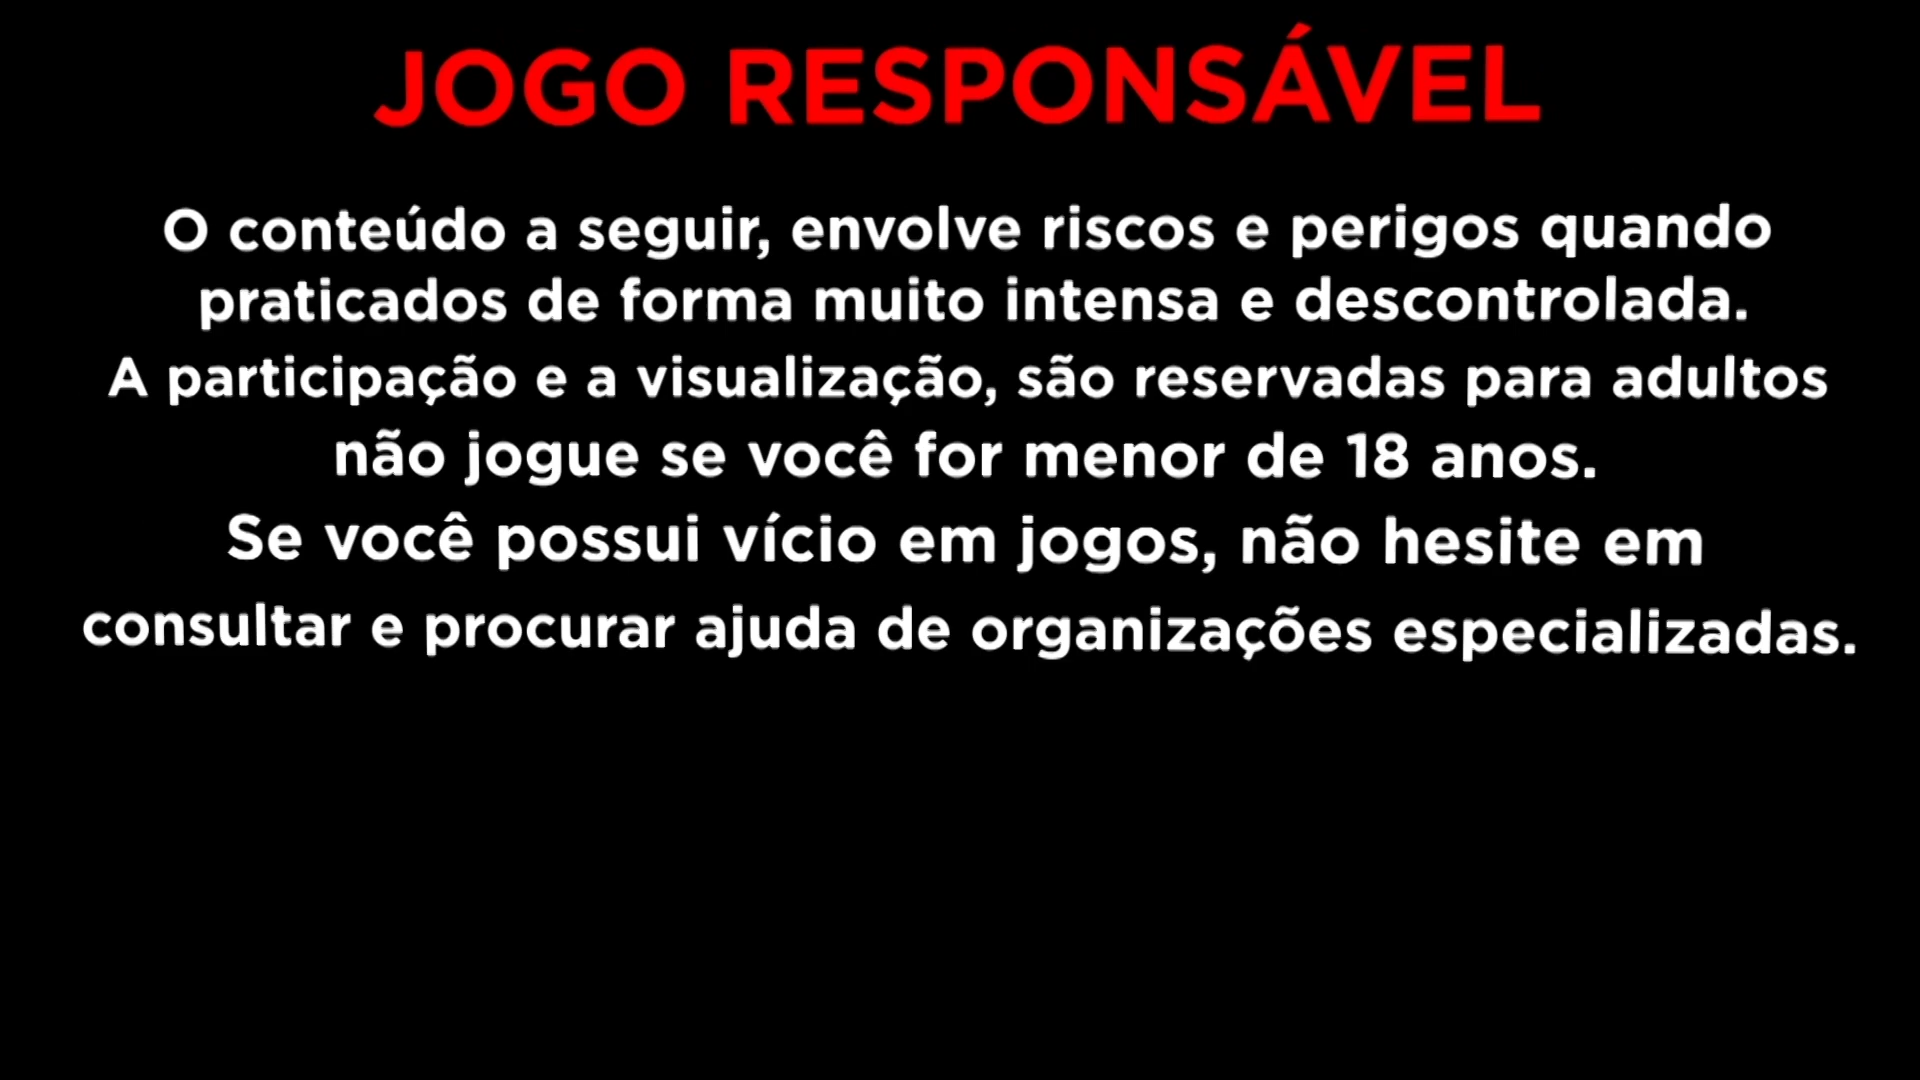 JOGO RESPONSÁVEL
O conteúdo a seguir, envolve riscos e perigos quando
praticados de forma muito intensa e descontrolada.
A participação e a visualização, são reservadas para adultos
não jogue se você for menor de 18 anos.
Se você possui vício em jogos, não hesite em
consultar e procurar ajuda de organizações especializadas.